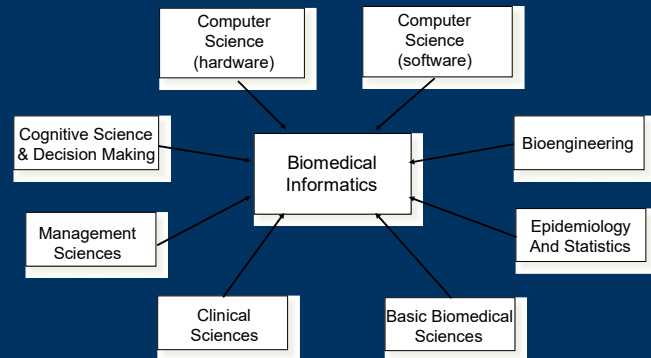 Computer
Science
(hardware)
Computer
Science
(software)
Cognitive Science
& Decision Making
Biomedical
Informatics
Bioengineering
Management
Sciences
Epidemiology
And Statistics
Clinical
Sciences
Basic Biomedical
Sciences